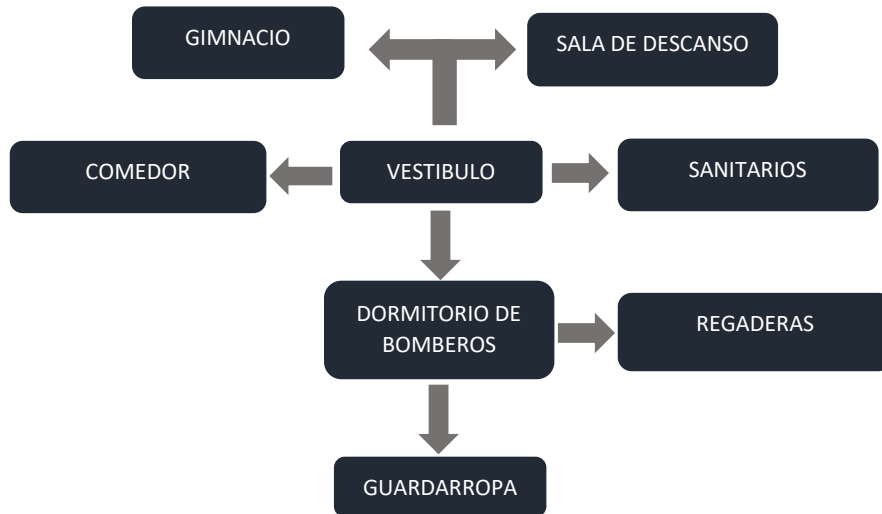 GIMNACIO
SALA DE DESCANSO
COMEDOR
VESTIBULO
SANITARIOS
DORMITORIO DE
BOMBEROS
REGADERAS
GUARDARROPA